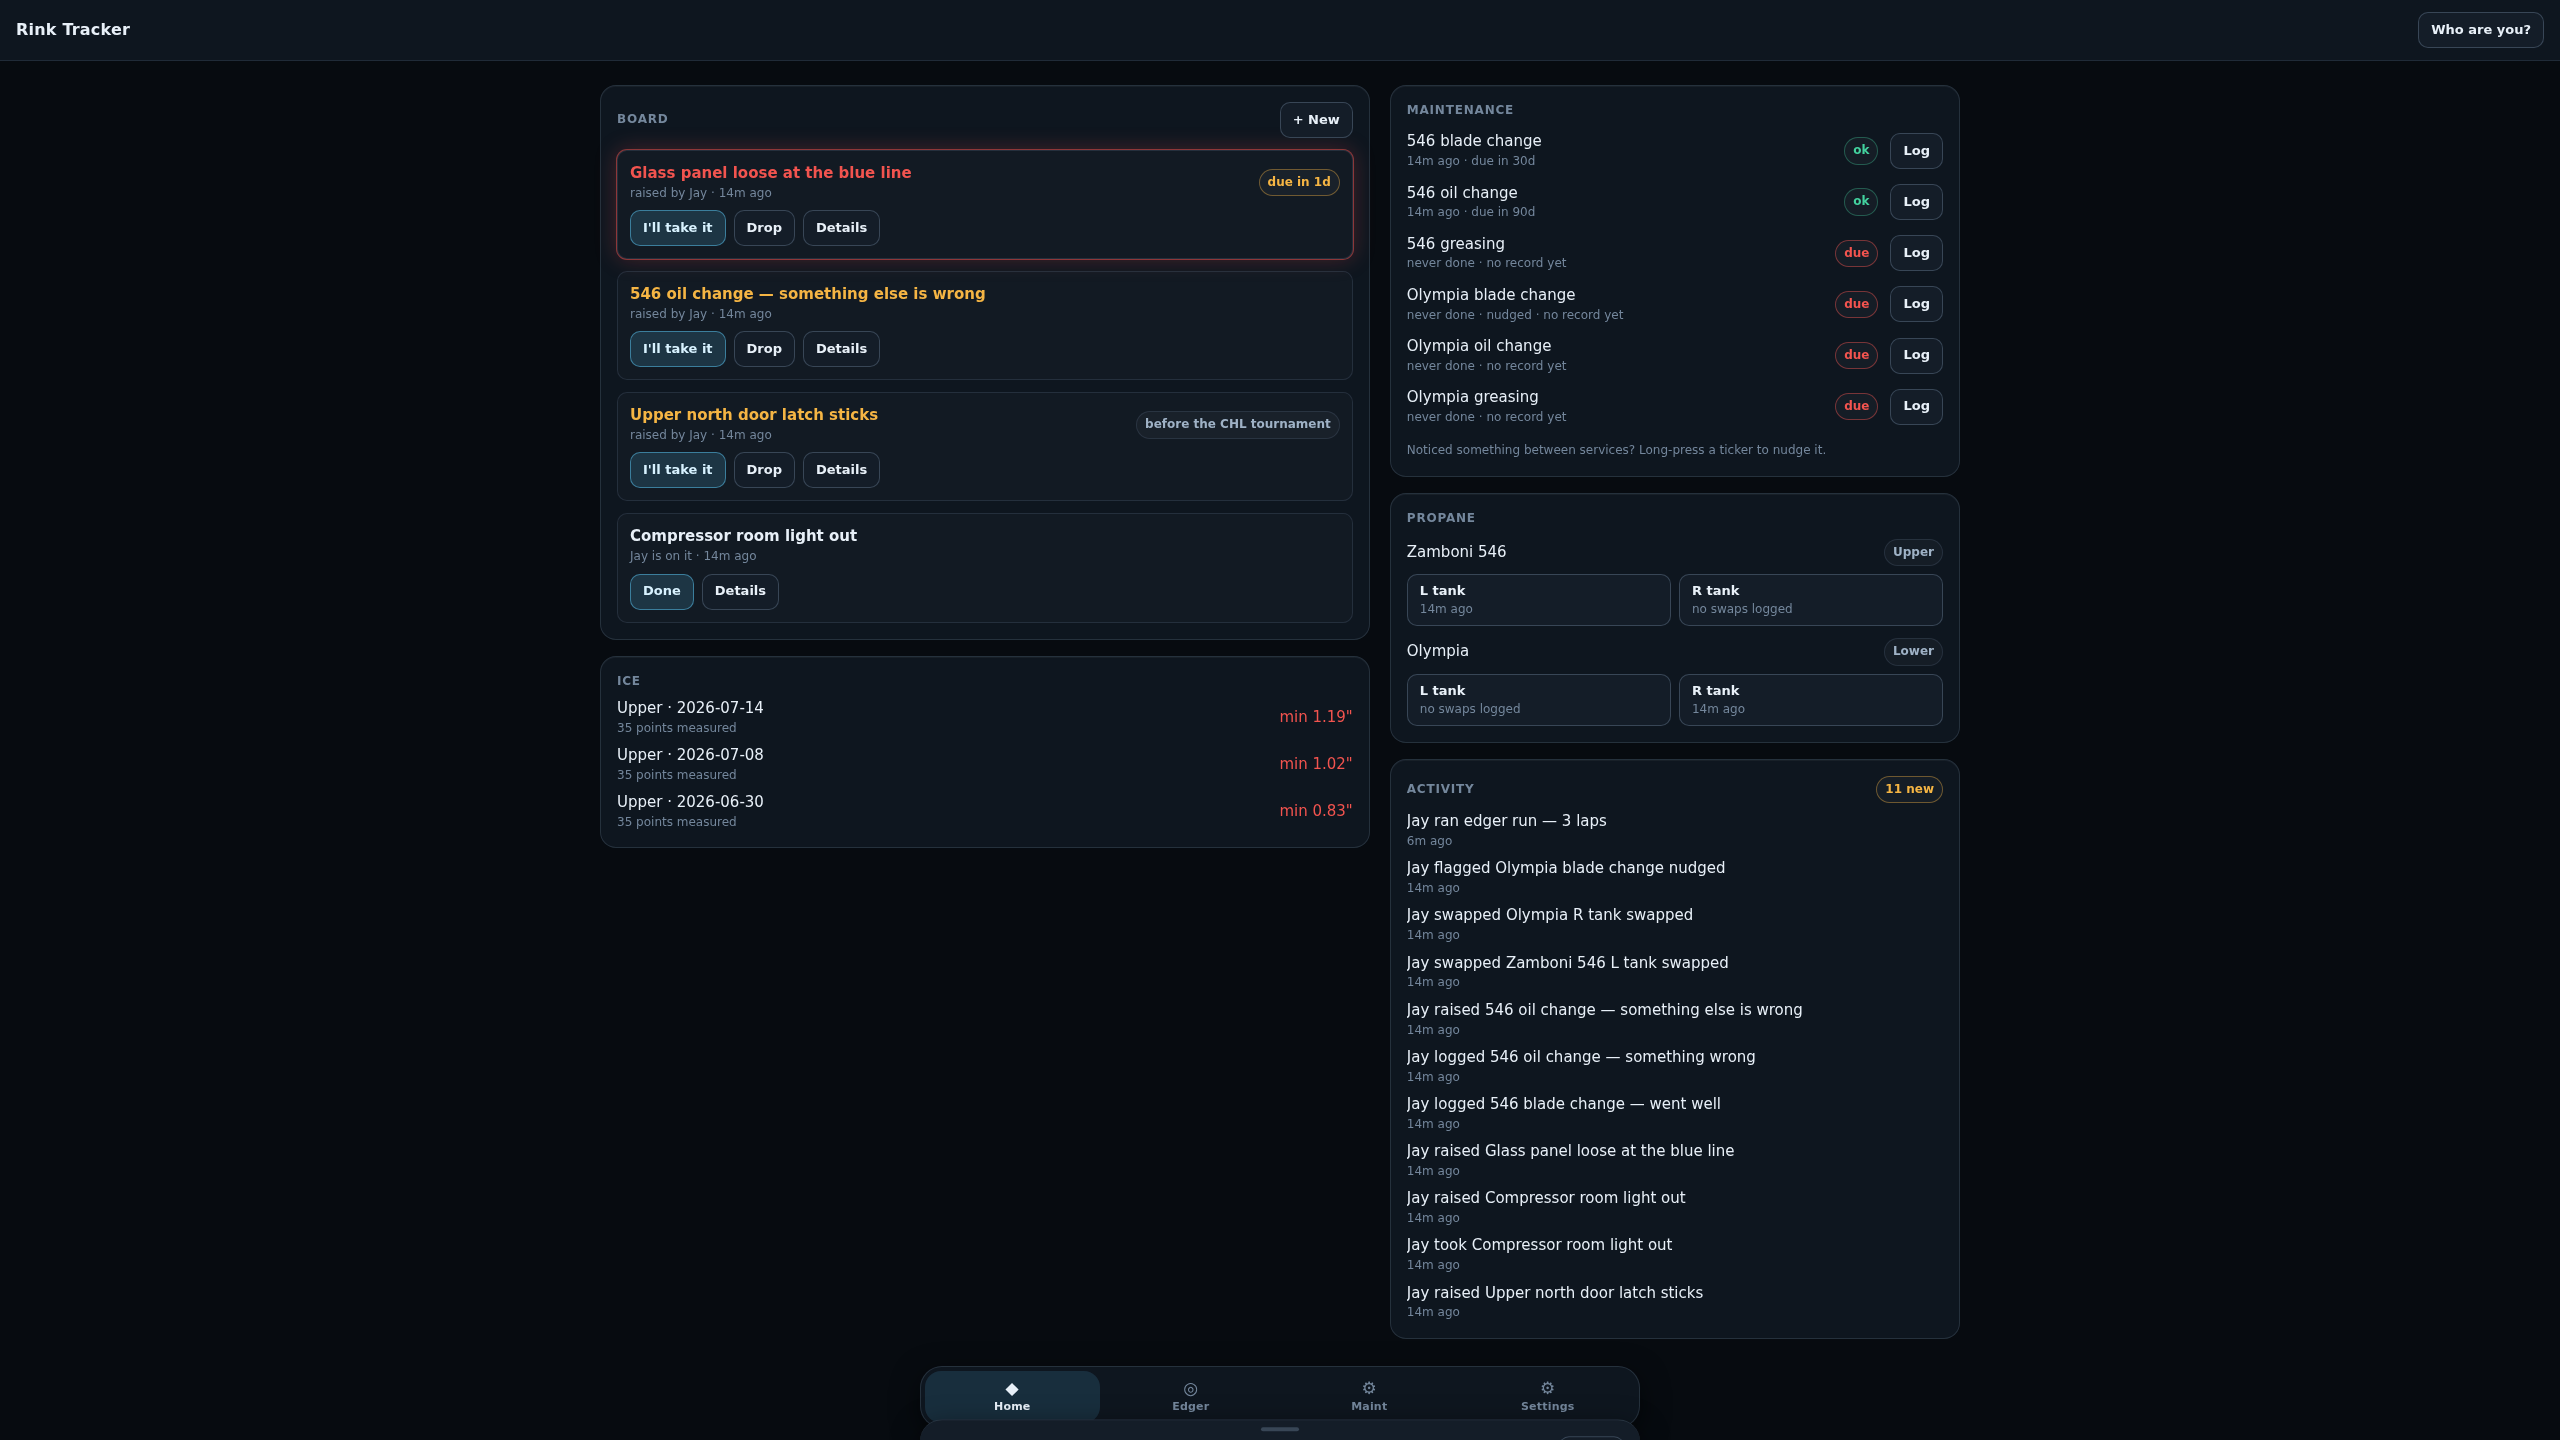 Rink Tracker
Who are you?
BOARD
+ New
Glass panel loose at the blue line
raised by Jay · 14m ago
due in 1d
I'll take it
Drop
Details
546 oil change — something else is wrong
raised by Jay · 14m ago
I'll take it
Drop
Details
Upper north door latch sticks
raised by Jay · 14m ago
before the CHL tournament
I'll take it
Drop
Details
Compressor room light out
Jay is on it · 14m ago
Done
Details
ICE
Upper · 2026-07-14
35 points measured
min 1.19"
Upper · 2026-07-08
35 points measured
min 1.02"
Upper · 2026-06-30
35 points measured
min 0.83"
MAINTENANCE
546 blade change
14m ago · due in 30d
ok
Log
546 oil change
14m ago · due in 90d
ok
Log
546 greasing
never done · no record yet
due
Log
Olympia blade change
never done · nudged · no record yet
due
Log
Olympia oil change
never done · no record yet
due
Log
Olympia greasing
never done · no record yet
due
Log
Noticed something between services? Long-press a ticker to nudge it.
PROPANE
Zamboni 546
Upper
L tank
14m ago
R tank
no swaps logged
Olympia
Lower
L tank
no swaps logged
R tank
14m ago
ACTIVITY
11 new
Jay ran edger run — 3 laps
6m ago
Jay flagged Olympia blade change nudged
14m ago
Jay swapped Olympia R tank swapped
14m ago
Jay swapped Zamboni 546 L tank swapped
14m ago
Jay raised 546 oil change — something else is wrong
14m ago
Jay logged 546 oil change — something wrong
14m ago
Jay logged 546 blade change — went well
14m ago
Jay raised Glass panel loose at the blue line
14m ago
Jay raised Compressor room light out
14m ago
Jay took Compressor room light out
14m ago
Jay raised Upper north door latch sticks
14m ago
Home
Edger
Maint
Settings